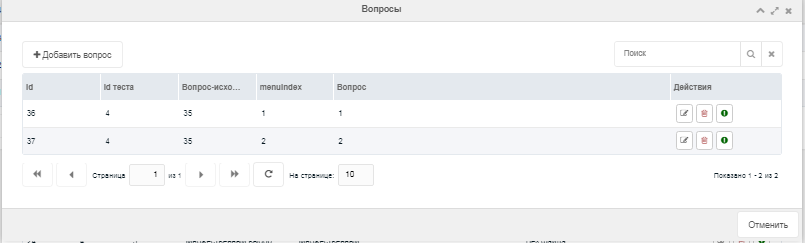 Вопросы
Добавить вопрос
Поиск
Id Id теста Вопрос-исхо... menuIndex Вопрос Действия
36 4 35 1 1
37 4 35 2 2
Страница 1 из 1 На странице: 10 Показано 1 - 2 из 2
Отменить